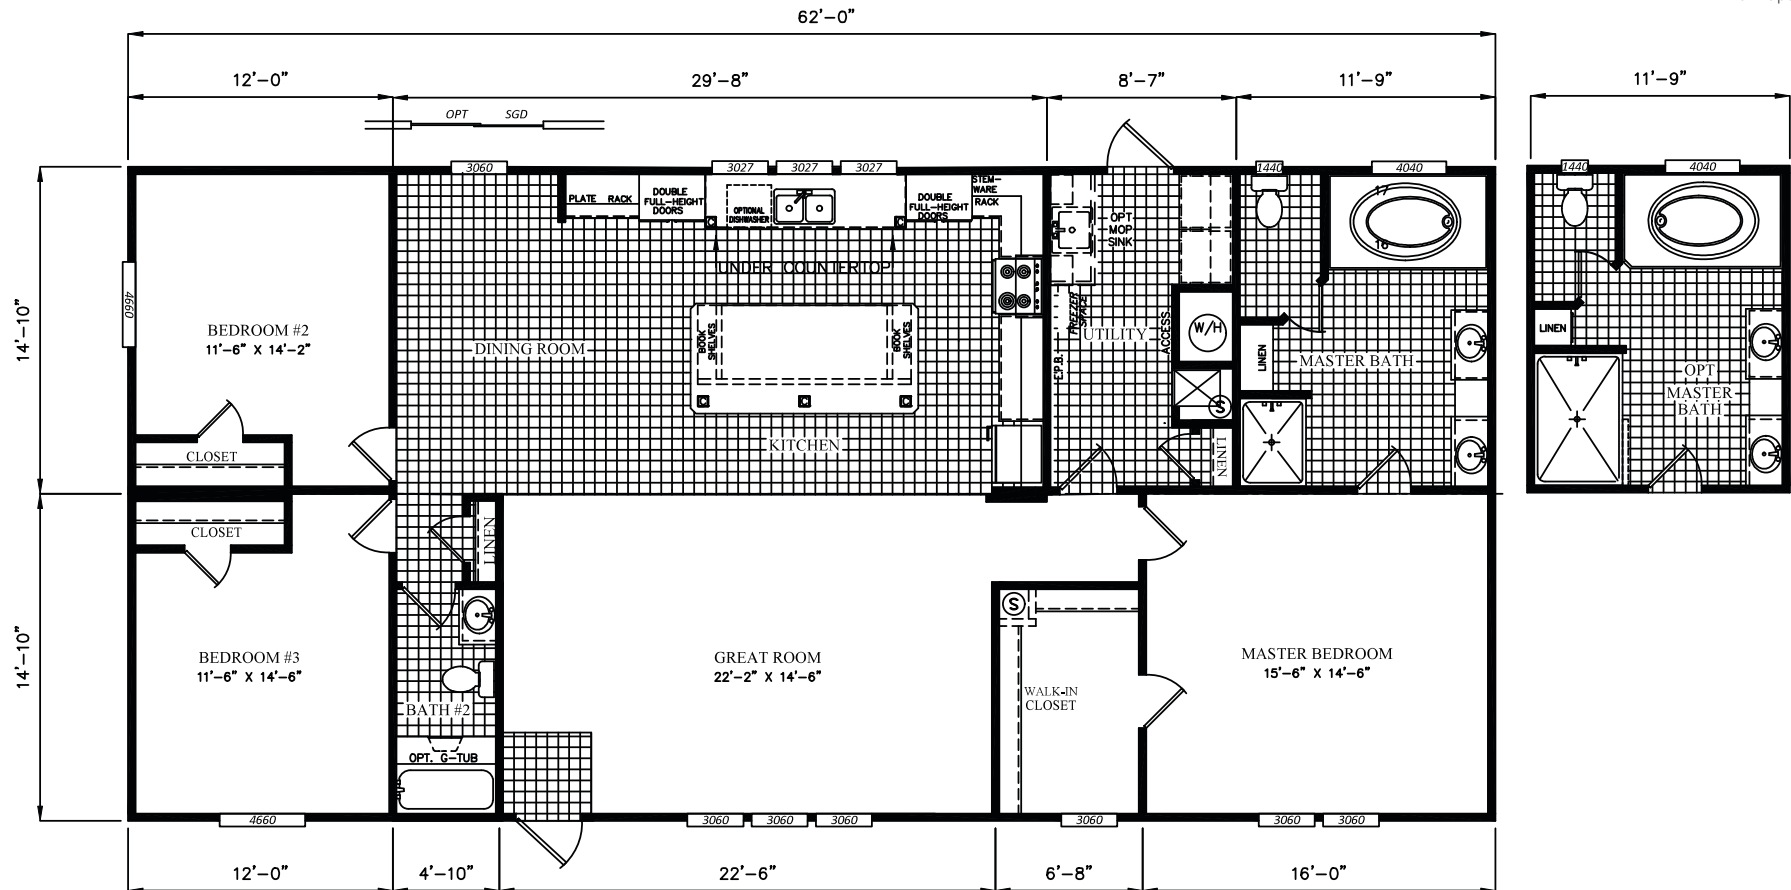 62'-0"
12'-0"
29'-8"
8'-7"
11'-9"
11'-9"
OPT SGD
3060
3027
3027
3027
1440
4040
1440
4040
PLATE RACK
DOUBLE
FULL-HEIGHT
DOORS
OPTIONAL
DISHWASHER
DOUBLE
FULL-HEIGHT
DOORS
STEM-
WARE
RACK
OPT
MOP
SINK
17
16
UNDER COUNTERTOP
4660
14'-10"
BEDROOM #2
11'-6" X 14'-2"
DINING ROOM
BOOK
SHELVES
BOOK
SHELVES
FREEZER
SPACE
UTILITY
ACCESS
W/H
E.P.B.
LINEN
MASTER BATH
LINEN
OPT
MASTER
BATH
S
KITCHEN
CLOSET
LINEN
CLOSET
LINEN
14'-10"
BEDROOM #3
11'-6" X 14'-6"
GREAT ROOM
22'-2" X 14'-6"
S
MASTER BEDROOM
15'-6" X 14'-6"
WALK-IN
CLOSET
BATH #2
OPT. G-TUB
4660
3060
3060
3060
3060
3060
3060
12'-0"
4'-10"
22'-6"
6'-8"
16'-0"